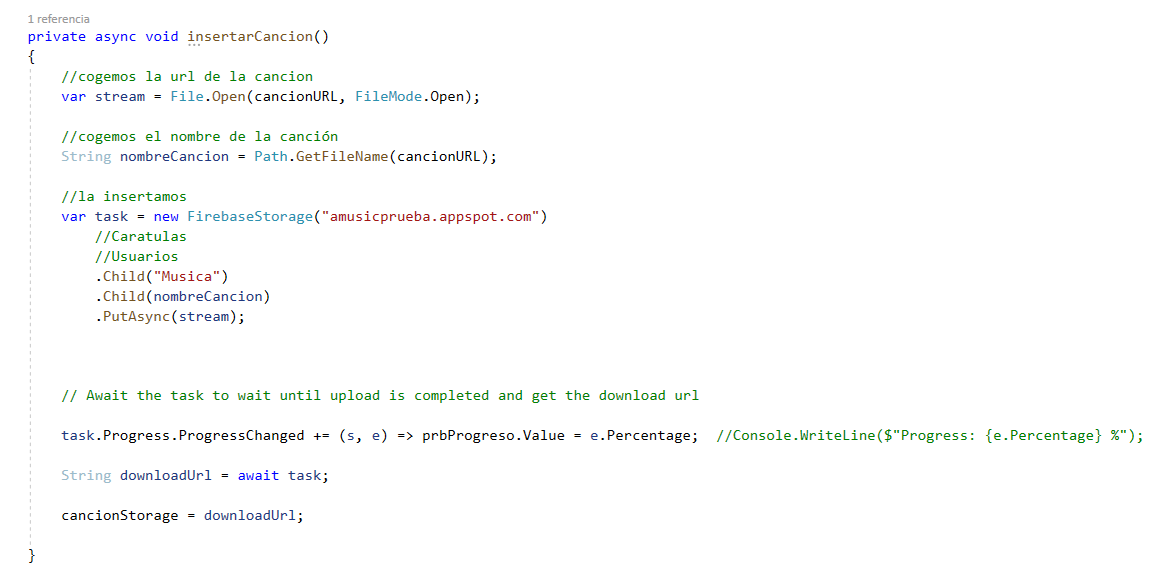 1 referencia
private async void insertarCancion()
{
//cogemos la url de la cancion
var stream = File.Open(cancionURL, FileMode.Open);
//cogemos el nombre de la canción
String nombreCancion = Path.GetFileName(cancionURL);
//la insertamos
var task = new FirebaseStorage("amusicprueba.appspot.com")
//Caratulas
//Usuarios
.Child("Musica")
.Child(nombreCancion)
.PutAsync(stream);
// Await the task to wait until upload is completed and get the download url
task.Progress.ProgressChanged += (s, e) => prbProgreso.Value = e.Percentage;  //Console.WriteLine($"Progress: {e.Percentage} %");
String downloadUrl = await task;
cancionStorage = downloadUrl;
}